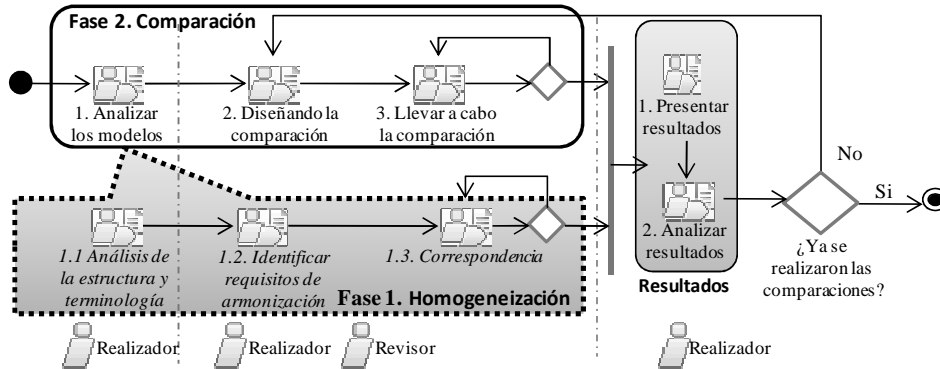 Fase 2. Comparación
1. Analizar
los modelos
2. Diseñando la
comparación
3. Llevar a cabo
la comparación
1. Presentar
resultados
2. Analizar
resultados
Resultados
No
Si
¿Ya se
realizaron las
comparaciones?
1.1 Análisis de
la estructura y
terminología
1.2. Identificar
requisitos de
armonización
1.3. Correspondencia
Fase 1. Homogeneización
Realizador
Realizador
Revisor
Realizador